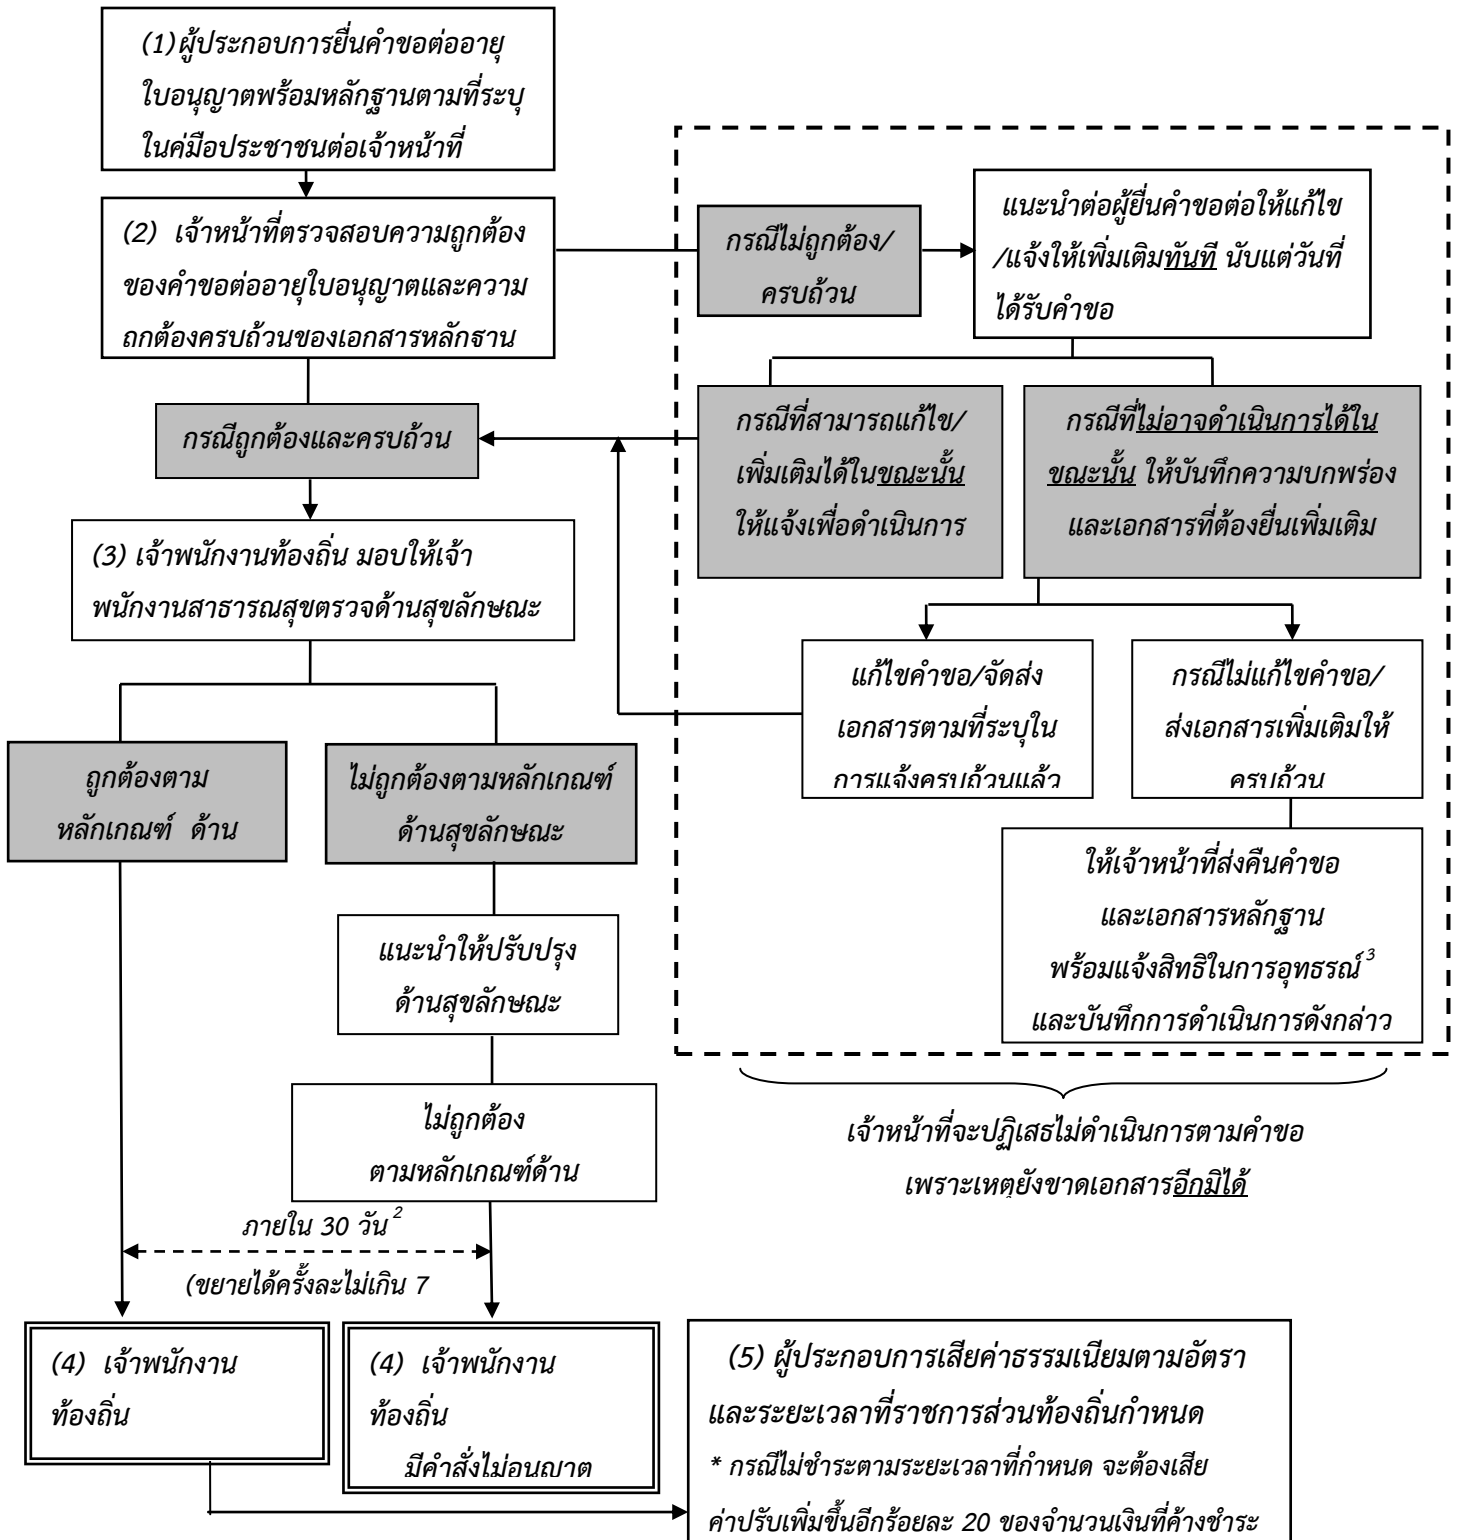 (1)ผู้ประกอบการยื่นคำขอต่ออายุ
ใบอนุญาตพร้อมหลักฐานตามที่ระบุ
ในคู่มือประชาชนต่อเจ้าหน้าที่
(2) เจ้าหน้าที่ตรวจสอบความถูกต้อง
ของคำขอต่ออายุใบอนุญาตและความ
ถูกต้องครบถ้วนของเอกสารหลักฐาน
กรณีไม่ถูกต้อง/
ครบถ้วน
แนะนำต่อผู้ยื่นคำขอต่อให้แก้ไข
/แจ้งให้เพิ่มเติมทันที นับแต่วันที่
ได้รับคำขอ
กรณีถูกต้องและครบถ้วน
กรณีที่สามารถแก้ไข/
เพิ่มเติมได้ในขณะนั้น
ให้แจ้งเพื่อดำเนินการ
กรณีที่ไม่อาจดำเนินการได้ใน
ขณะนั้น ให้บันทึกความบกพร่อง
และเอกสารที่ต้องยื่นเพิ่มเติม
(3) เจ้าพนักงานท้องถิ่น มอบให้เจ้า
พนักงานสาธารณสุขตรวจด้านสุขลักษณะ
แก้ไขคำขอ/จัดส่ง
เอกสารตามที่ระบุใน
การแจ้งครบถ้วนแล้ว
กรณีไม่แก้ไขคำขอ/
ส่งเอกสารเพิ่มเติมให้
ครบถ้วน
ถูกต้องตาม
หลักเกณฑ์ ด้าน
ไม่ถูกต้องตามหลักเกณฑ์
ด้านสุขลักษณะ
ให้เจ้าหน้าที่ส่งคืนคำขอ
และเอกสารหลักฐาน
พร้อมแจ้งสิทธิในการอุทธรณ์3
และบันทึกการดำเนินการดังกล่าว
แนะนำให้ปรับปรุง
ด้านสุขลักษณะ
ไม่ถูกต้อง
ตามหลักเกณฑ์ด้าน
เจ้าหน้าที่จะปฏิเสธไม่ดำเนินการตามคำขอ
เพราะเหตุยังขาดเอกสารอีกมิได้
ภายใน 30 วัน2
(ขยายได้ครั้งละไม่เกิน 7
(4) เจ้าพนักงาน
ท้องถิ่น
(4) เจ้าพนักงาน
ท้องถิ่น
มีคำสั่งไม่อนุญาต
(5) ผู้ประกอบการเสียค่าธรรมเนียมตามอัตรา
และระยะเวลาที่ราชการส่วนท้องถิ่นกำหนด
* กรณีไม่ชำระตามระยะเวลาที่กำหนด จะต้องเสีย
ค่าปรับเพิ่มขึ้นอีกร้อยละ 20 ของจำนวนเงินที่ค้างชำระ